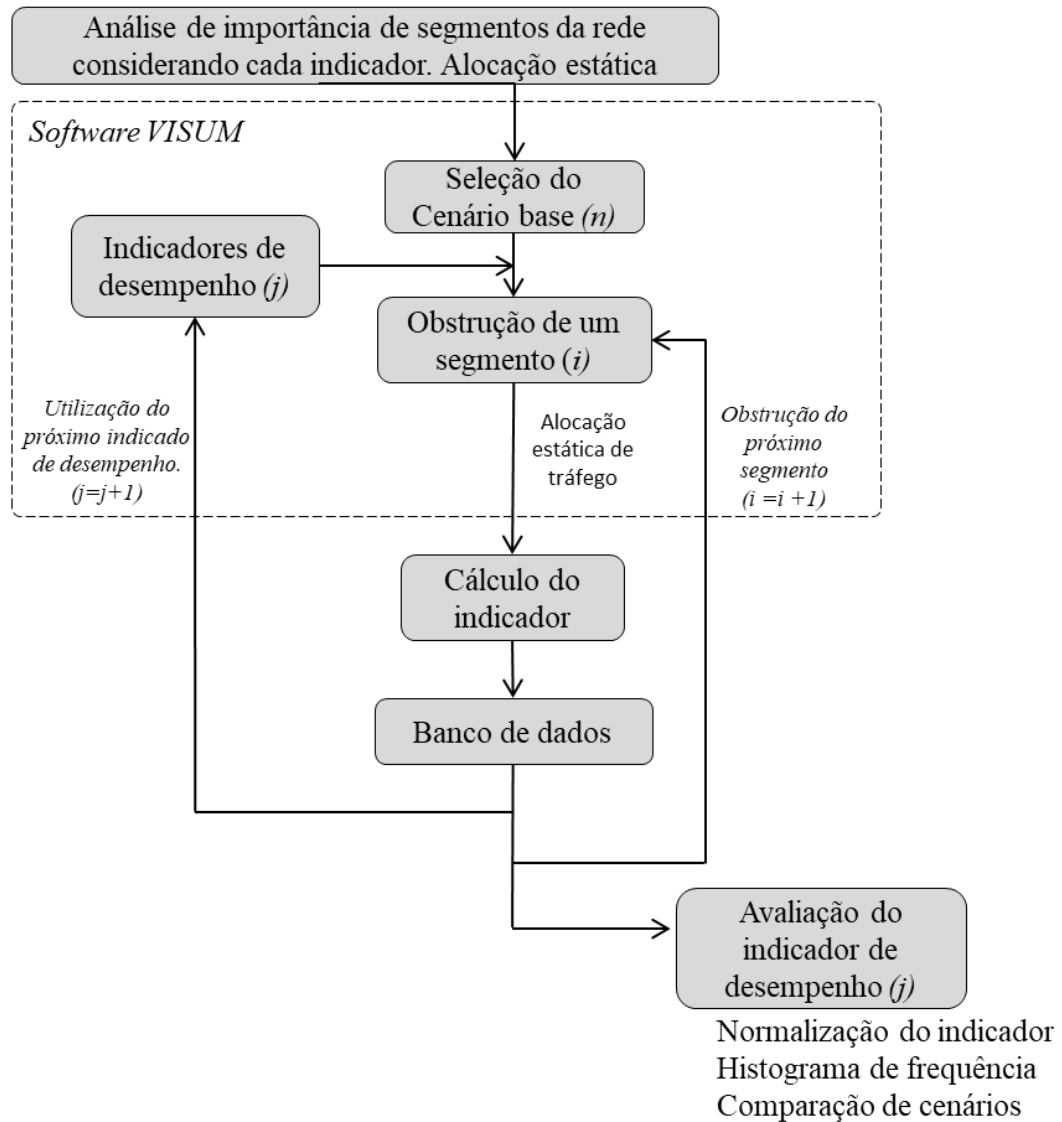 Análise de importância de segmentos da rede
considerando cada indicador. Alocação estática
Software VISUM
Seleção do
Cenário base (n)
Indicadores de
desempenho (j)
Obstrução de um
segmento (i)
Utilização do
próximo indicado
de desempenho.
(j=j+1)
Alocação
estática de
tráfego
Obstrução do
próximo
segmento
(i =i +1)
Cálculo do
indicador
Banco de dados
Avaliação do
indicador de
desempenho (j)
Normalização do indicador
Histograma de frequência
Comparação de cenários